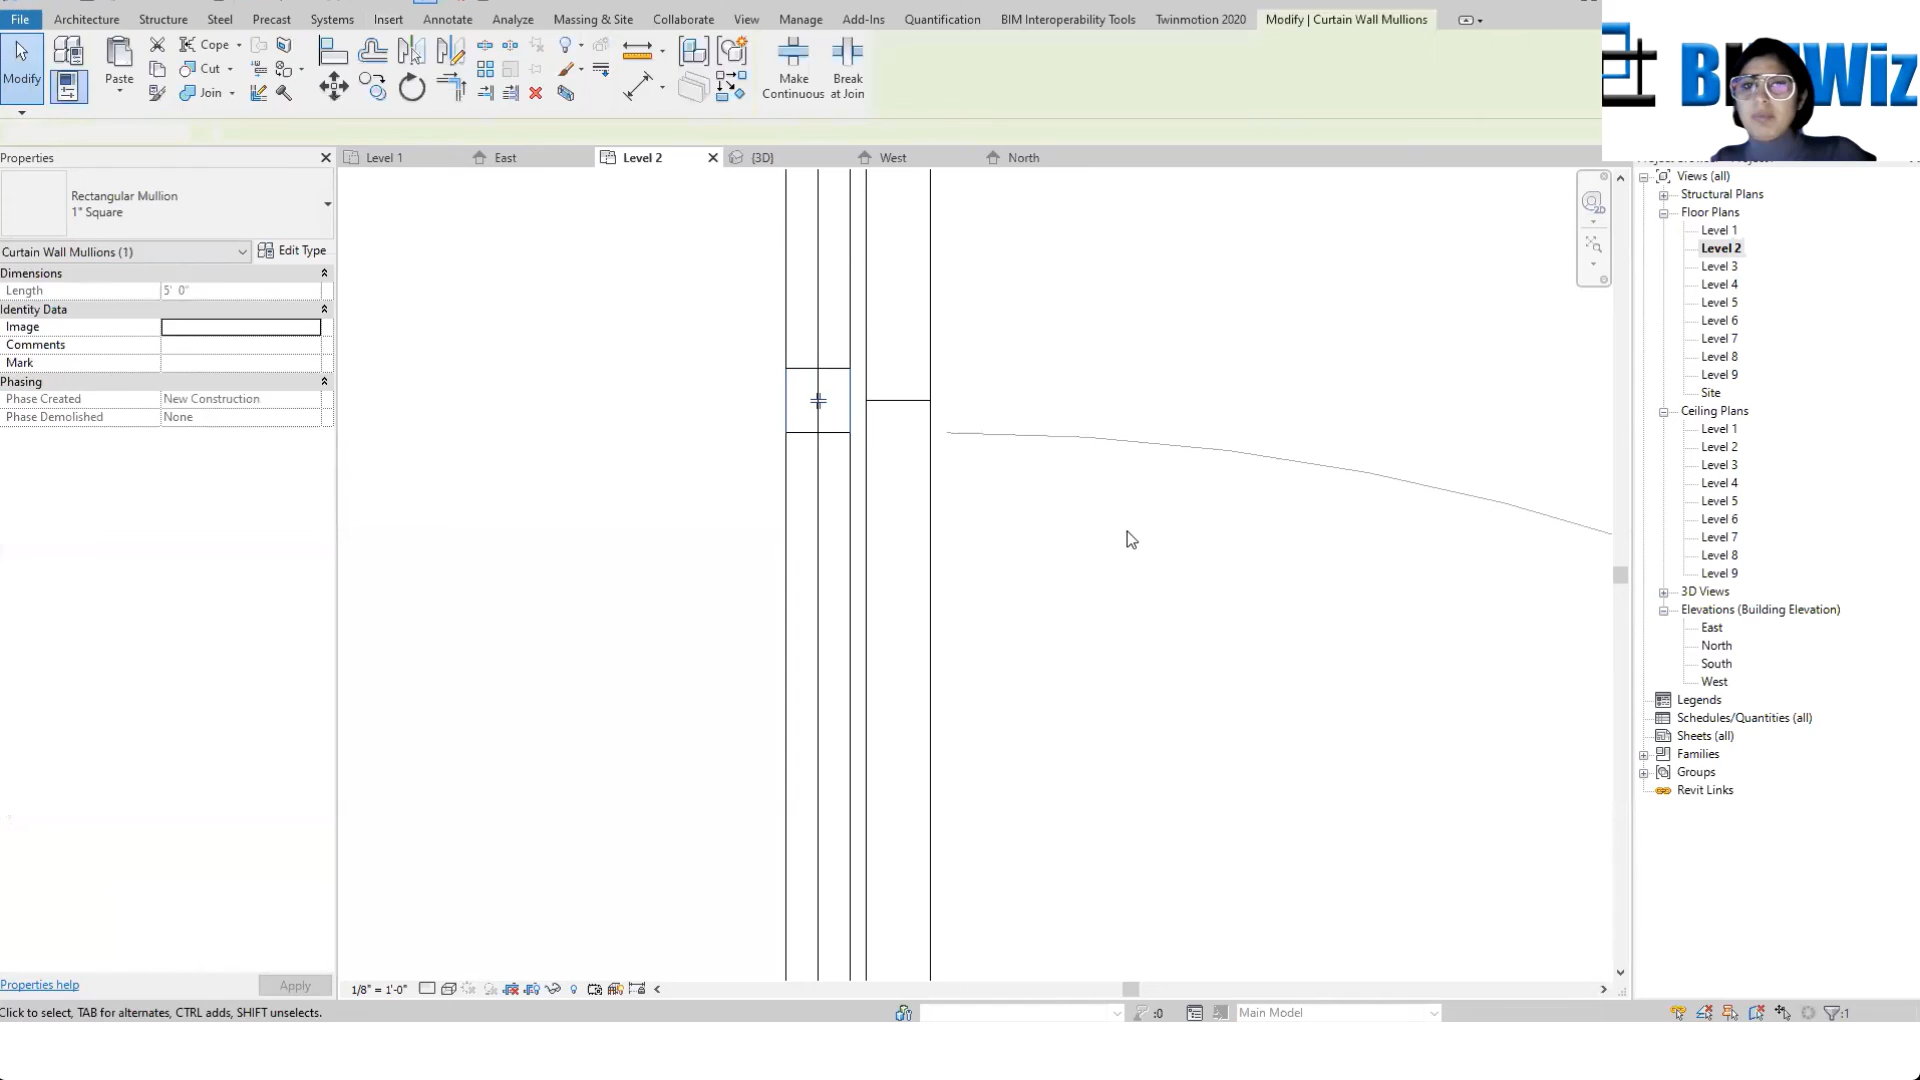 File Architecture Structure Steel Precast Systems Insert Annotate Analyze Massing & Site Collaborate View Manage Add-Ins Quantification BIM Interoperability Tools Twinmotion 2020 Modify | Curtain Wall Mullions
Modify
Paste
Cope
Cut
Join
Make Continuous
Break at Join
Wiz
Properties
Level 1
East
Level 2
{3D}
West
North
Rectangular Mullion
1" Square
Curtain Wall Mullions (1)
Edit Type
Dimensions
Length 5' 0"
Identity Data
Image
Comments
Mark
Phasing
Phase Created New Construction
Phase Demolished None
Properties help
Apply
2D
Views (all)
Structural Plans
Floor Plans
Level 1
Level 2
Level 3
Level 4
Level 5
Level 6
Level 7
Level 8
Level 9
Site
Ceiling Plans
Level 1
Level 2
Level 3
Level 4
Level 5
Level 6
Level 7
Level 8
Level 9
3D Views
Elevations (Building Elevation)
East
North
South
West
Legends
Schedules/Quantities (all)
Sheets (all)
Families
Groups
Revit Links
1/8" = 1'-0"
Click to select, TAB for alternates, CTRL adds, SHIFT unselects.
:0
Main Model
:1